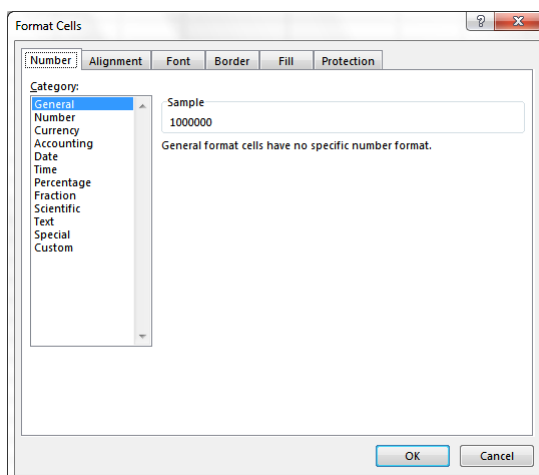 Format Cells
Number Alignment Font Border Fill Protection
Category:
General
Number
Currency
Accounting
Date
Time
Percentage
Fraction
Scientific
Text
Special
Custom
Sample
1000000
General format cells have no specific number format.
OK Cancel